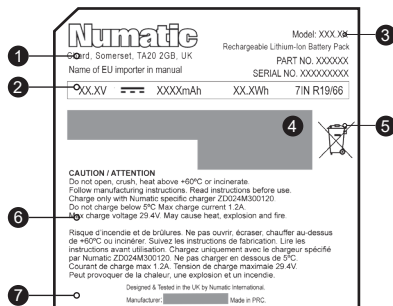 Numatic
Model: XXX.XX
3
Rechargeable Lithium-Ion Battery Pack
1
Chard, Somerset, TA20 2GB, UK
PART NO. XXXXXX
Name of EU importer in manual
SERIAL NO. XXXXXXXXX
2
XX.XV XXXXmAh XX.XWh 7IN R19/66
4
5
CAUTION / ATTENTION
Do not open, crush, heat above +60ºC or incinerate.
Follow manufacturing instructions. Read instructions before use.
Charge only with Numatic specific charger ZD024M300120
Do not charge below 5ºC Max charge current 1.2A.
6
Max charge voltage 29.4V. May cause heat, explosion and fire.
Risque d'incendie et de brûlures. Ne pas ouvrir, écraser, chauffer au-dessus
de +60ºC ou incinérer. Suivez les instructions de fabrication. Lire les
instructions avant utilisation. Chargez uniquement avec le chargeur spécifié
par Numatic ZD024M300120. Ne pas charger en dessous de 5ºC.
Courant de charge max 1.2A. Tension de charge maximale 29.4V.
Peut provoquer de la chaleur, une explosion et un incendie.
7
Designed & Tested in the UK by Numatic International.
Manufacturer: Made in PRC.